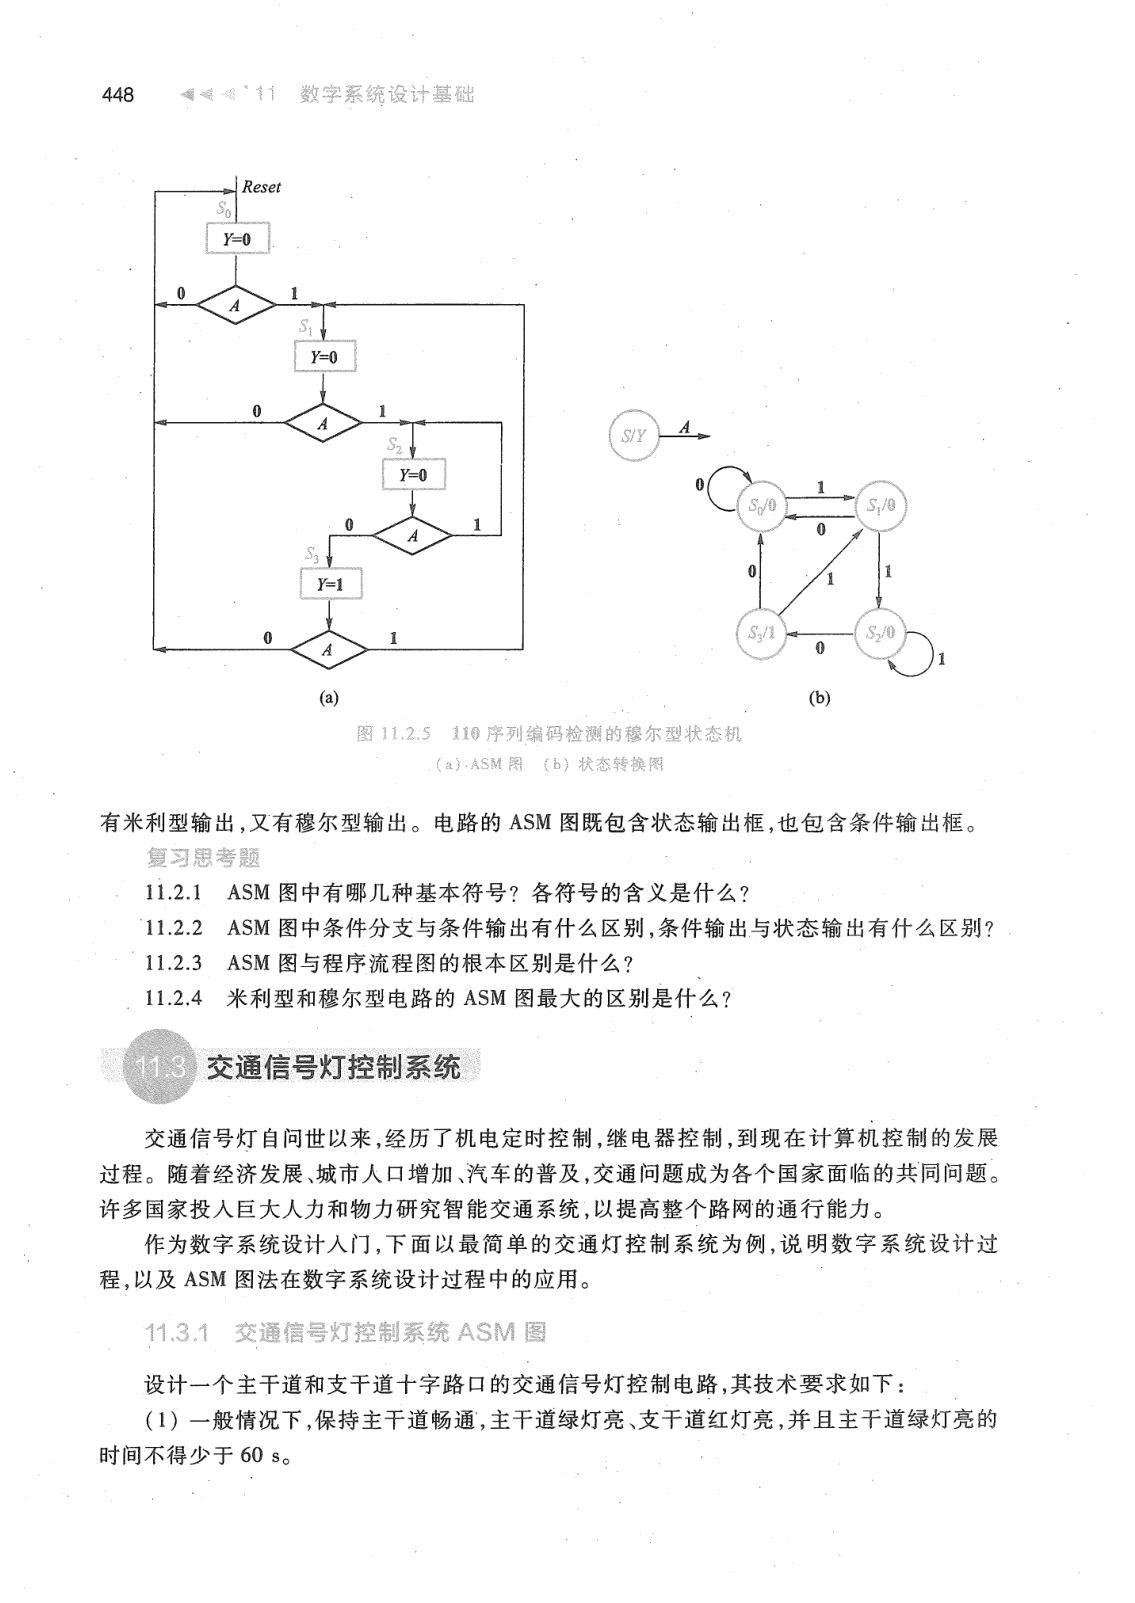 448 11 数字系统设计基础
Reset
S0
Y=0
0 A 1
S1
Y=0
0 A 1
S2
Y=0
0 A 1
S3
Y=1
0 A 1
(a)
S/Y A
0 S0/0 1 S1/0
0
0 1 1
S3/1 0 S2/0 1
(b)
图 11.2.5 110 序列编码检测的穆尔型状态机
(a) ASM 图 (b) 状态转换图
有米利型输出,又有穆尔型输出。电路的 ASM 图既包含状态输出框,也包含条件输出框。
复习思考题
11.2.1 ASM 图中有哪几种基本符号? 各符号的含义是什么?
11.2.2 ASM 图中条件分支与条件输出有什么区别,条件输出与状态输出有什么区别?
11.2.3 ASM 图与程序流程图的根本区别是什么?
11.2.4 米利型和穆尔型电路的 ASM 图最大的区别是什么?
11.3 交通信号灯控制系统
交通信号灯自问世以来,经历了机电定时控制,继电器控制,到现在计算机控制的发展
过程。随着经济发展、城市人口增加、汽车的普及,交通问题成为各个国家面临的共同问题。
许多国家投入巨大人力和物力研究智能交通系统,以提高整个路网的通行能力。
作为数字系统设计入门,下面以最简单的交通灯控制系统为例,说明数字系统设计过
程,以及 ASM 图法在数字系统设计过程中的应用。
11.3.1 交通信号灯控制系统 ASM 图
设计一个主干道和支干道十字路口的交通信号灯控制电路,其技术要求如下:
(1) 一般情况下,保持主干道畅通,主干道绿灯亮、支干道红灯亮,并且主干道绿灯亮的
时间不得少于 60 s。